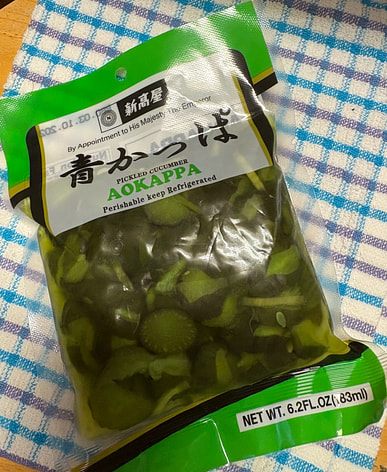 新高屋
By Appointment to His Majesty The Emperor
青かっぱ
PICKLED CUCUMBER
AOKAPPA
Perishable keep Refrigerated
NET WT. 6.2FL.OZ(183ml)